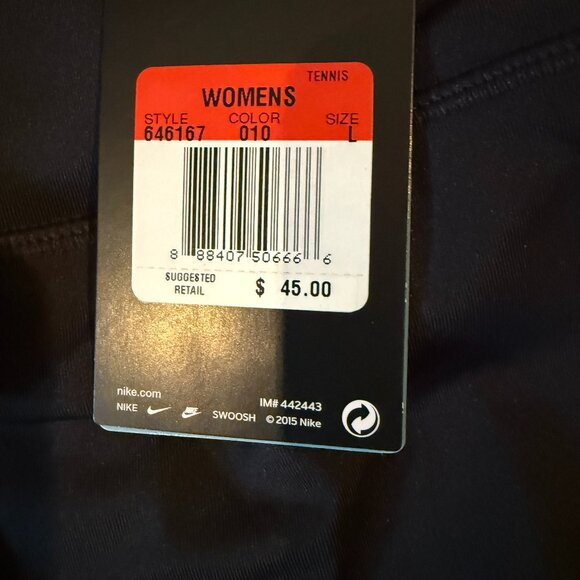 TENNIS
WOMENS
STYLE COLOR SIZE
646167 010 L
8 88407 50666 6
SUGGESTED
RETAIL
$ 45.00
nike.com
IM# 442443
NIKE SWOOSH © 2015 Nike